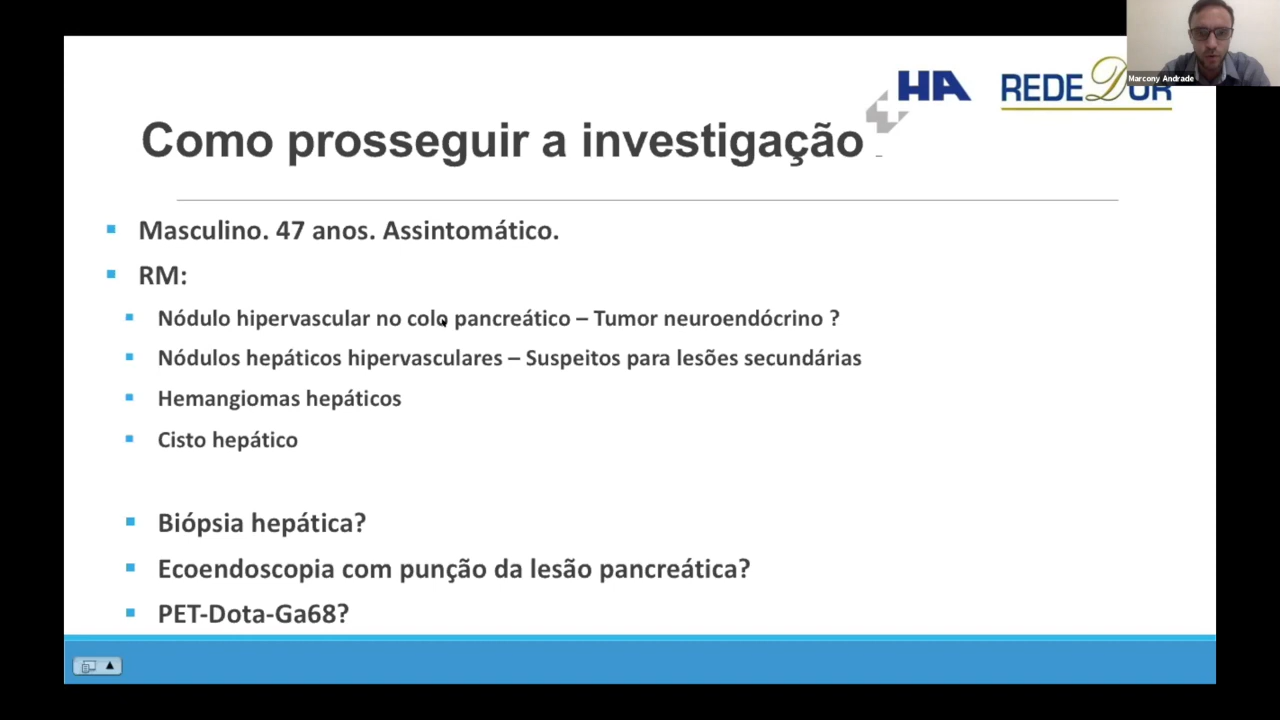 Marcony Andrade
HA
REDE D'OR
Como prosseguir a investigação
Masculino. 47 anos. Assintomático.
RM:
Nódulo hipervascular no colo pancreático – Tumor neuroendócrino ?
Nódulos hepáticos hipervasculares – Suspeitos para lesões secundárias
Hemangiomas hepáticos
Cisto hepático
Biópsia hepática?
Ecoendoscopia com punção da lesão pancreática?
PET-Dota-Ga68?